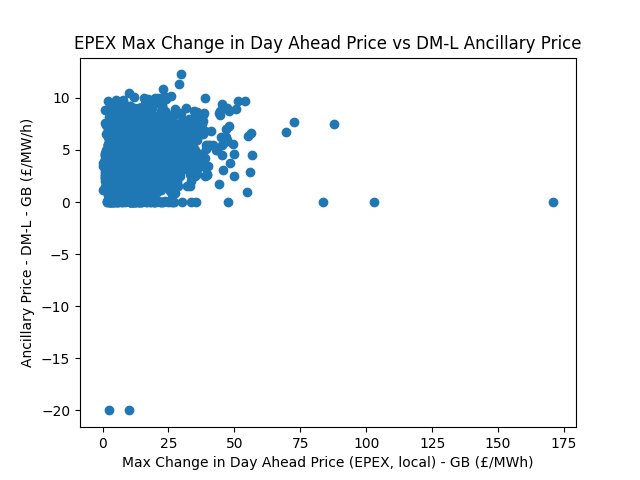 EPEX Max Change in Day Ahead Price vs DM-L Ancillary Price
Ancillary Price - DM-L - GB (£/MW/h)
10
5
0
−5
−10
−15
−20
0 25 50 75 100 125 150 175
Max Change in Day Ahead Price (EPEX, local) - GB (£/MWh)